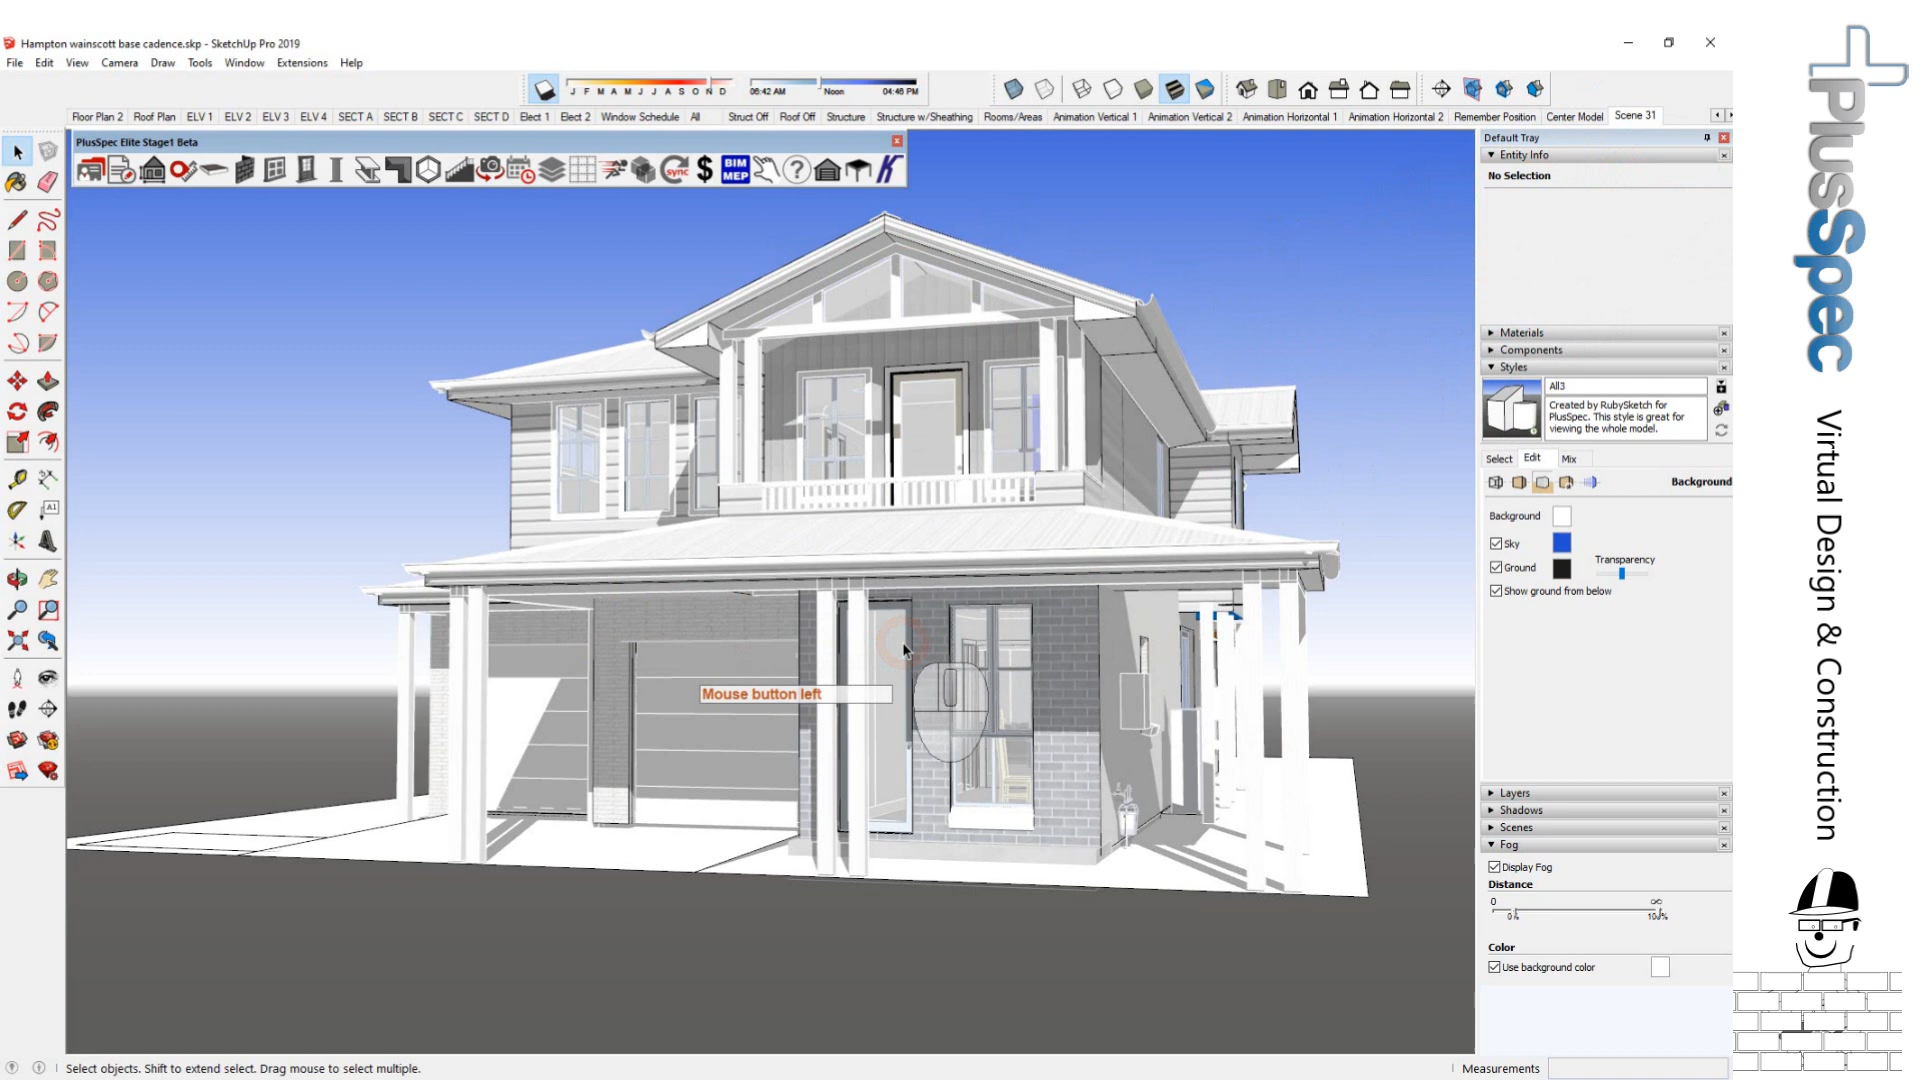 Hampton wainscott base cadence.skp - SketchUp Pro 2019
File Edit View Camera Draw Tools Window Extensions Help
J F M A M J J A S O N D 06:42 AM Noon 04:46 PM
Floor Plan 2 Roof Plan ELV 1 ELV 2 ELV 3 ELV 4 SECT A SECT B SECT C SECT D Elect 1 Elect 2 Window Schedule All Struct Off Roof Off Structure Structure w/Sheathing Rooms/Areas Animation Vertical 1 Animation Vertical 2 Animation Horizontal 1 Animation Horizontal 2 Remember Position Center Model Scene 31
PlusSpec Elite Stage1 Beta
sync $ BIM MEP ? K
A1
Mouse button left
Default Tray
Entity Info
No Selection
Materials
Components
Styles
All3
Created by RubySketch for
PlusSpec. This style is great for
viewing the whole model.
Select Edit Mix
Background
Background
Sky
Transparency
Ground
Show ground from below
Layers
Shadows
Scenes
Fog
Display Fog
Distance
0 ∞
0% 100%
Color
Use background color
Select objects. Shift to extend select. Drag mouse to select multiple.
Measurements
PlusSpec
Virtual Design & Construction